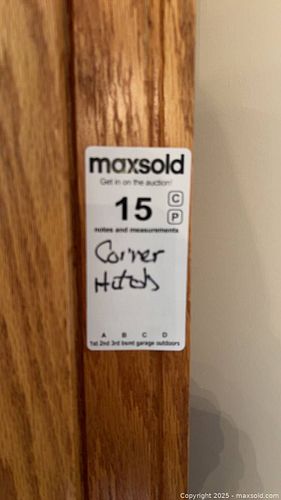 maxsold
Get in on the auction!
15
C
P
notes and measurements
Corner
Hutch
A B C D
1st 2nd 3rd bsmt garage outdoors
Copyright © 2025 - maxsold.com